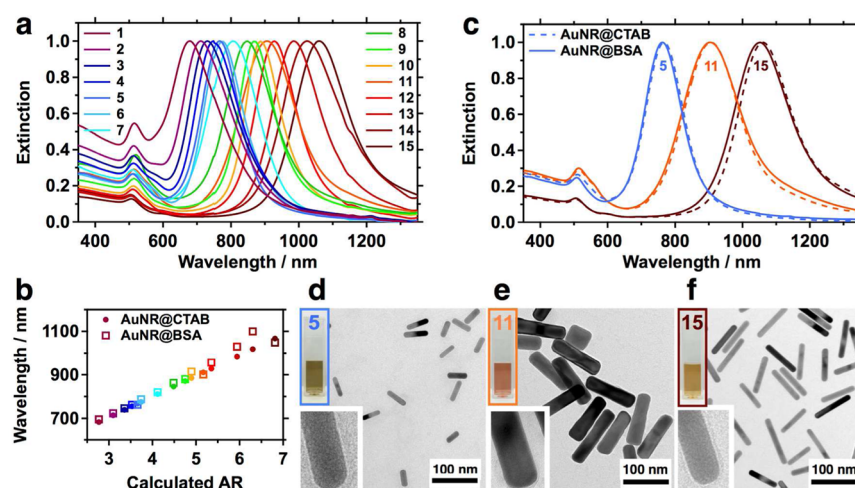 a
1
2
3
4
5
6
7
8
9
10
11
12
13
14
15
Extinction
1.0
0.8
0.6
0.4
0.2
0.0
400 600 800 1000 1200
Wavelength / nm
c
AuNR@CTAB
AuNR@BSA
5
11
15
Extinction
1.0
0.8
0.6
0.4
0.2
0.0
400 600 800 1000 1200
Wavelength / nm
b
AuNR@CTAB
AuNR@BSA
Wavelength / nm
1100
900
700
3 4 5 6 7
Calculated AR
d
5
100 nm
e
11
100 nm
f
15
100 nm